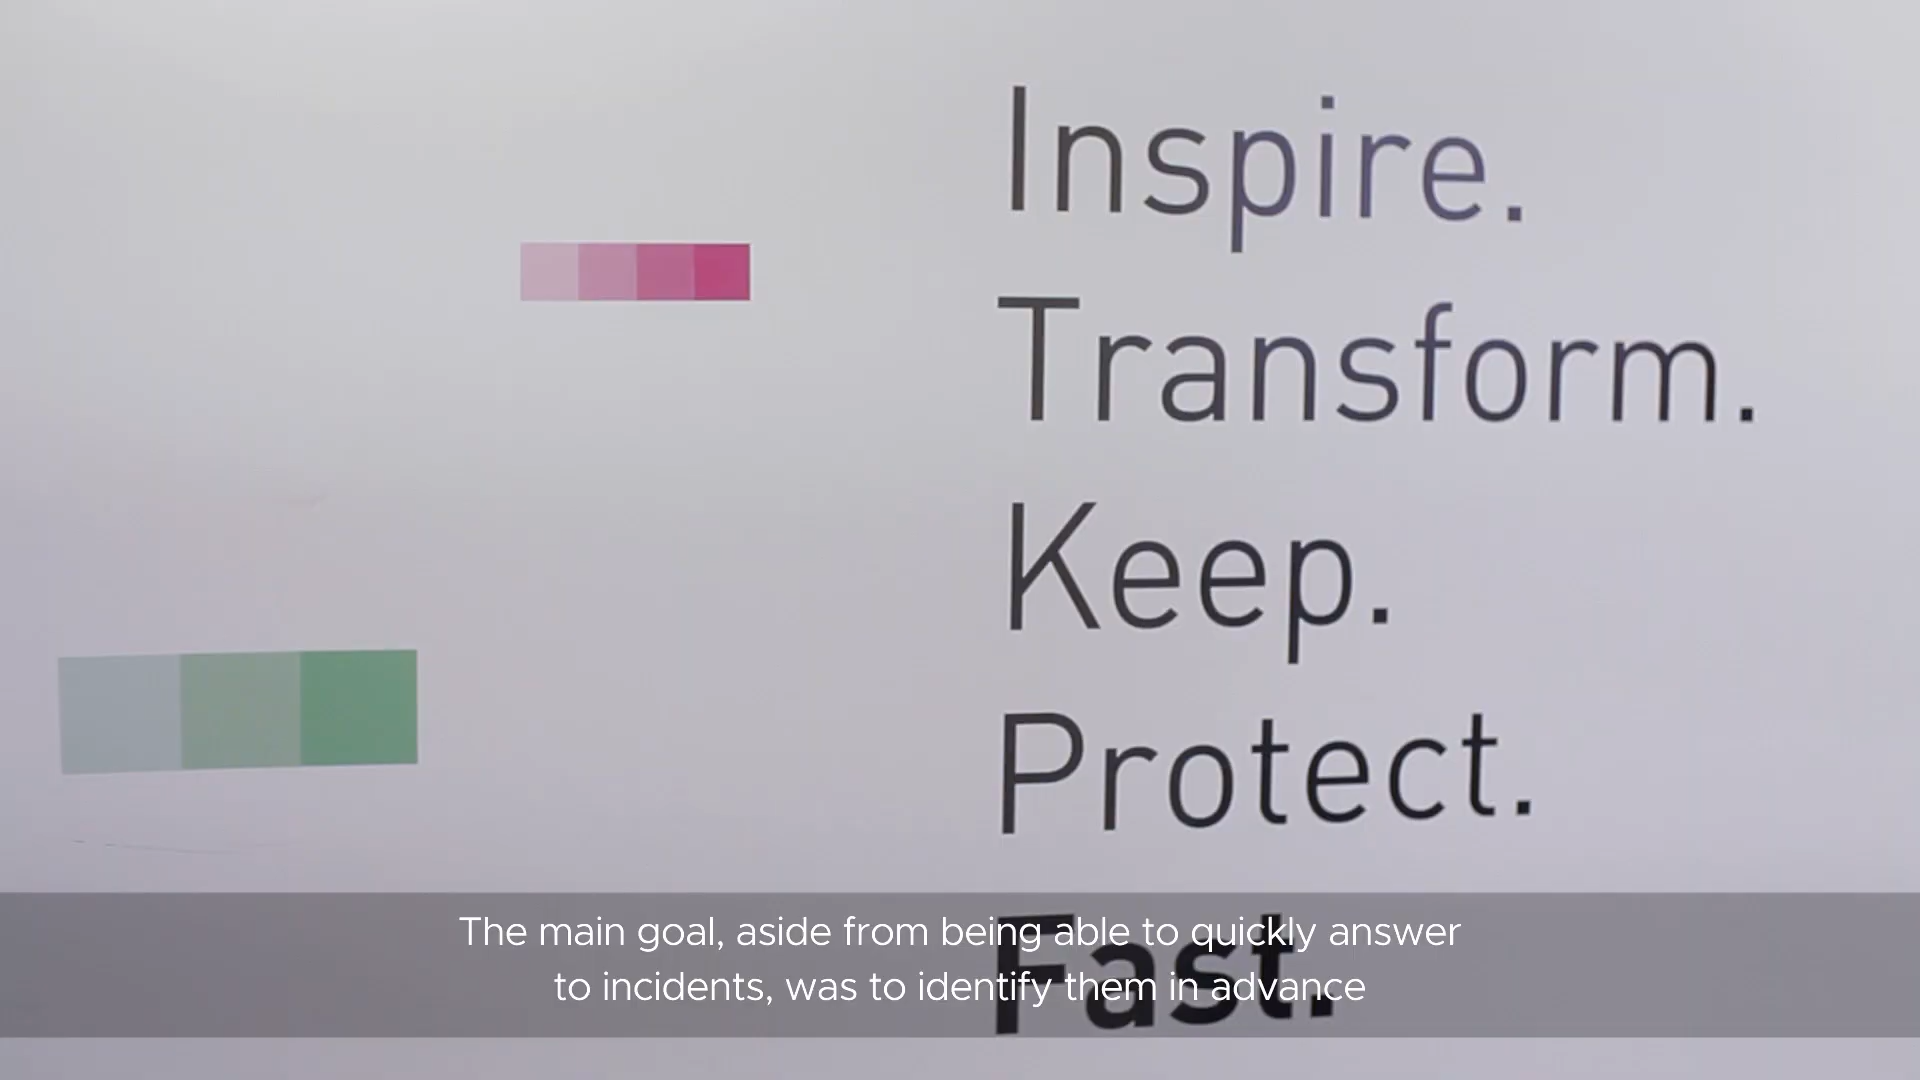 Inspire.
Transform.
Keep.
Protect.
Fast.
The main goal, aside from being able to quickly answer
to incidents, was to identify them in advance